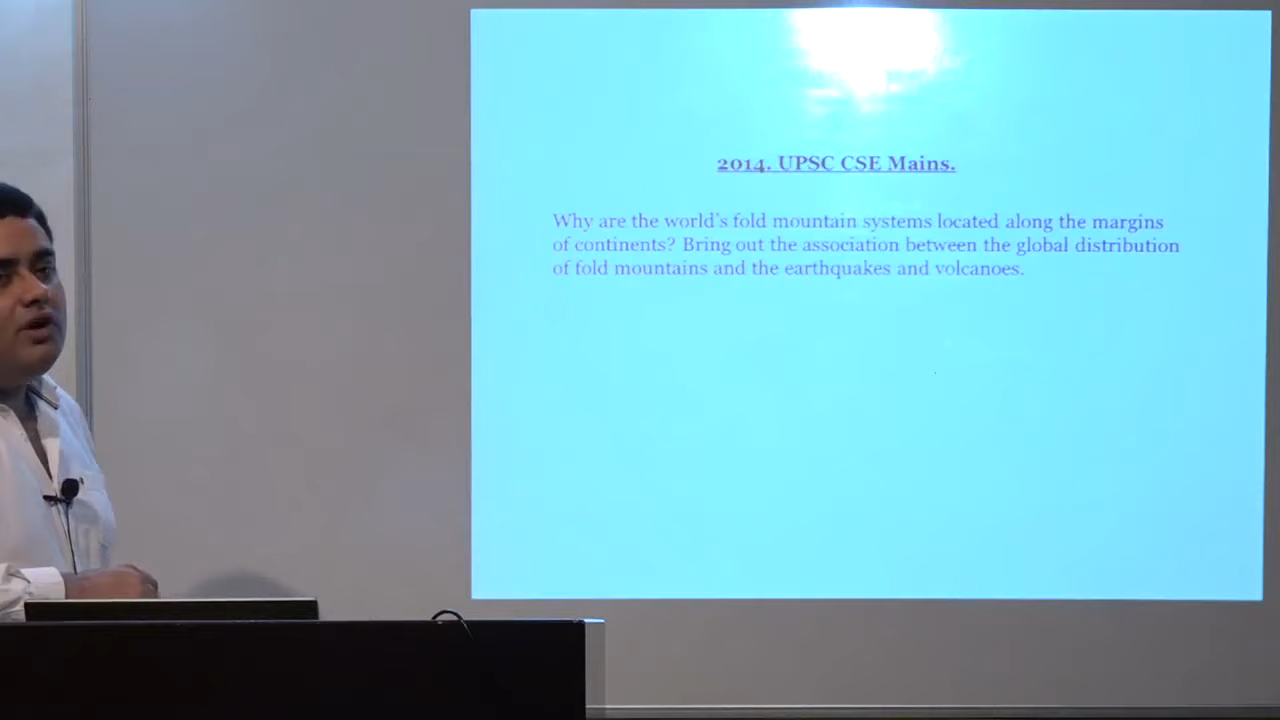 2014. UPSC CSE Mains.
Why are the world's fold mountain systems located along the margins
of continents? Bring out the association between the global distribution
of fold mountains and the earthquakes and volcanoes.